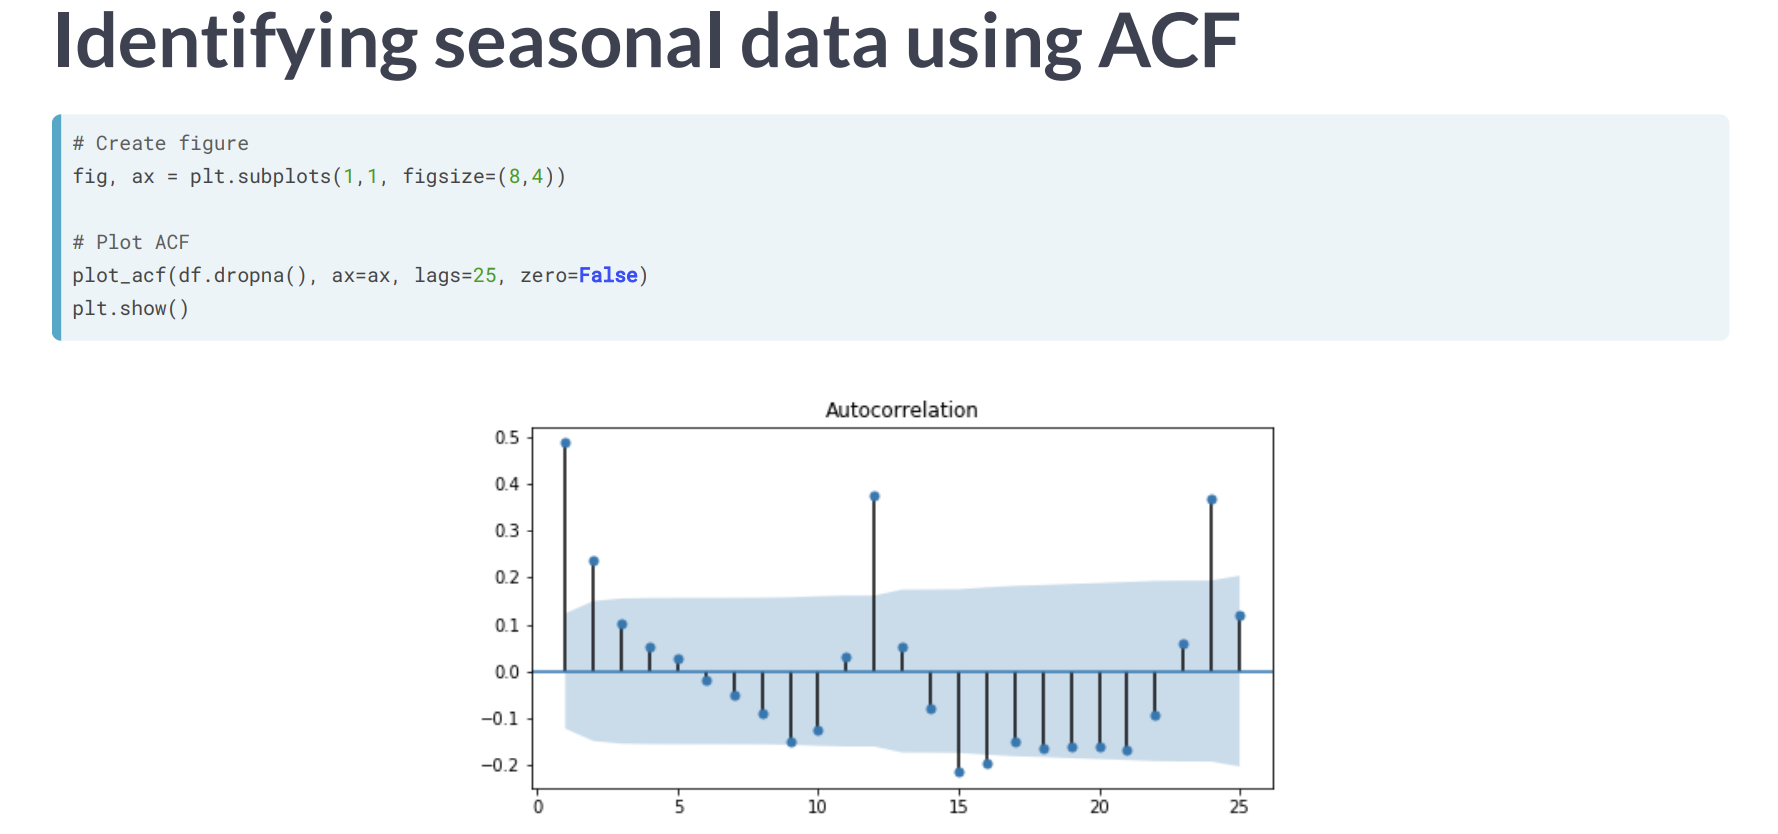 Identifying seasonal data using ACF
# Create figure
fig, ax = plt.subplots(1,1, figsize=(8,4))
# Plot ACF
plot_acf(df.dropna(), ax=ax, lags=25, zero=False)
plt.show()
Autocorrelation
0.5
0.4
0.3
0.2
0.1
0.0
−0.1
−0.2
0 5 10 15 20 25